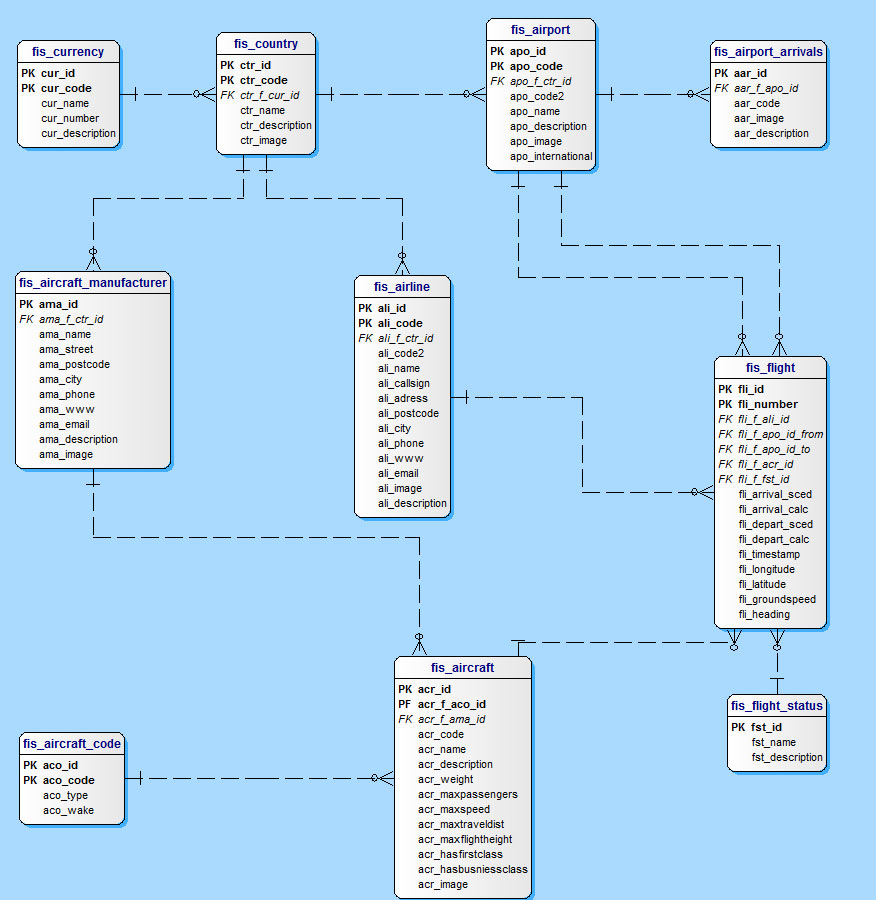 fis_currency
PK cur_id
PK cur_code
cur_name
cur_number
cur_description
fis_country
PK ctr_id
PK ctr_code
FK ctr_f_cur_id
ctr_name
ctr_description
ctr_image
fis_airport
PK apo_id
PK apo_code
FK apo_f_ctr_id
apo_code2
apo_name
apo_description
apo_image
apo_international
fis_airport_arrivals
PK aar_id
FK aar_f_apo_id
aar_code
aar_image
aar_description
fis_aircraft_manufacturer
PK ama_id
FK ama_f_ctr_id
ama_name
ama_street
ama_postcode
ama_city
ama_phone
ama_www
ama_email
ama_description
ama_image
fis_airline
PK ali_id
PK ali_code
FK ali_f_ctr_id
ali_code2
ali_name
ali_callsign
ali_adress
ali_postcode
ali_city
ali_phone
ali_www
ali_email
ali_image
ali_description
fis_flight
PK fli_id
PK fli_number
FK fli_f_ali_id
FK fli_f_apo_id_from
FK fli_f_apo_id_to
FK fli_f_acr_id
FK fli_f_fst_id
fli_arrival_sced
fli_arrival_calc
fli_depart_sced
fli_depart_calc
fli_timestamp
fli_longitude
fli_latitude
fli_groundspeed
fli_heading
fis_aircraft
PK acr_id
PF acr_f_aco_id
FK acr_f_ama_id
acr_code
acr_name
acr_description
acr_weight
acr_maxpassengers
acr_maxspeed
acr_maxtraveldist
acr_maxflightheight
acr_hasfirstclass
acr_hasbusniessclass
acr_image
fis_flight_status
PK fst_id
fst_name
fst_description
fis_aircraft_code
PK aco_id
PK aco_code
aco_type
aco_wake